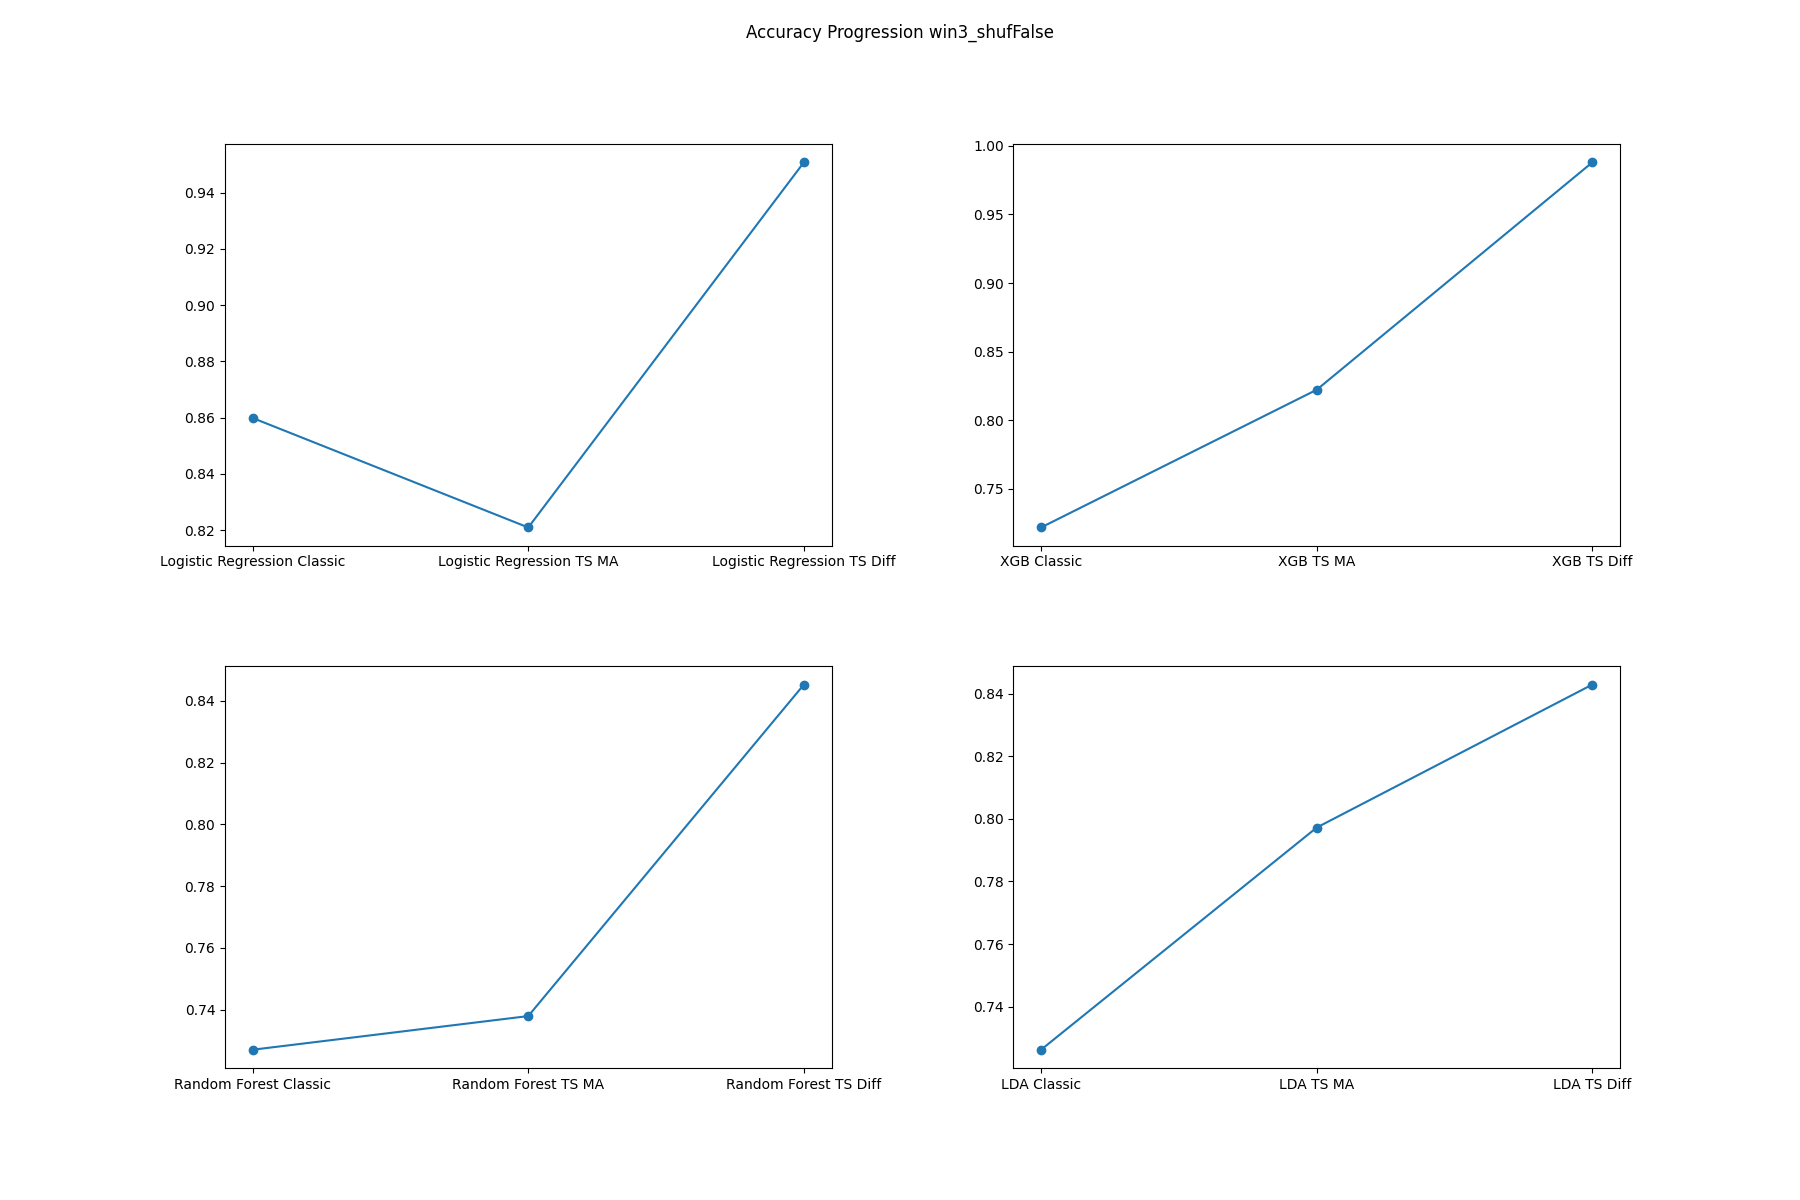 Accuracy Progression win3_shufFalse
0.94
0.92
0.90
0.88
0.86
0.84
0.82
Logistic Regression Classic
Logistic Regression TS MA
Logistic Regression TS Diff
1.00
0.95
0.90
0.85
0.80
0.75
XGB Classic
XGB TS MA
XGB TS Diff
0.84
0.82
0.80
0.78
0.76
0.74
Random Forest Classic
Random Forest TS MA
Random Forest TS Diff
0.84
0.82
0.80
0.78
0.76
0.74
LDA Classic
LDA TS MA
LDA TS Diff